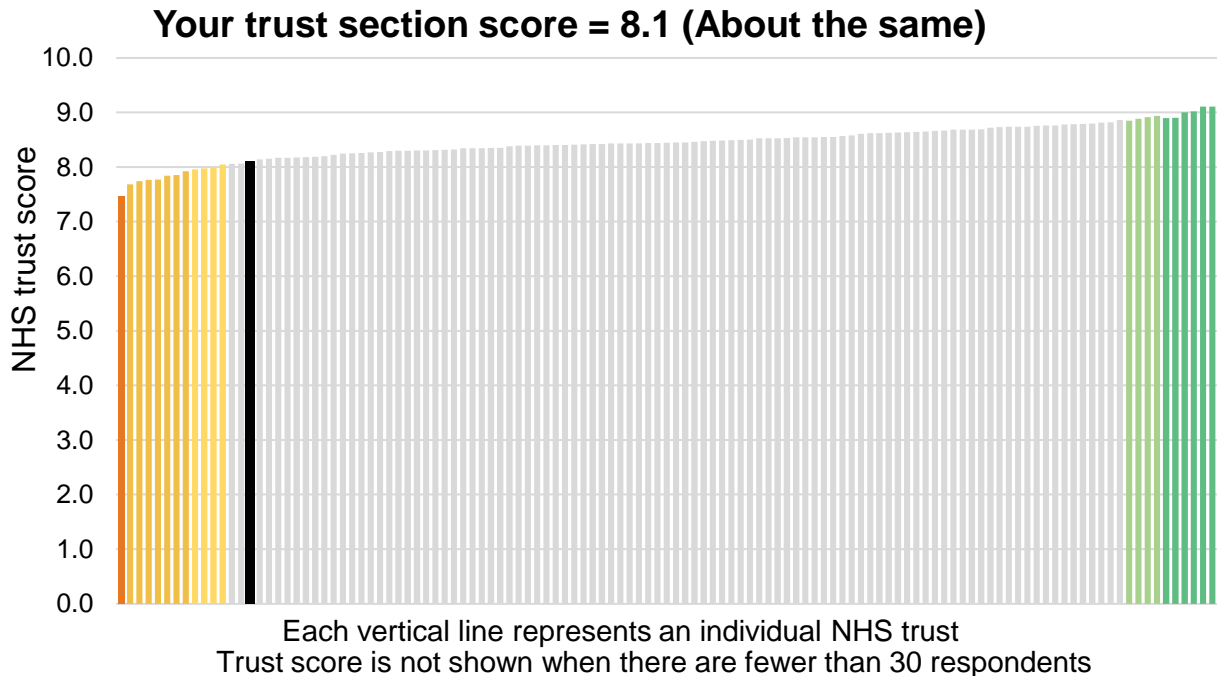 Your trust section score = 8.1 (About the same)
10.0
9.0
8.0
7.0
6.0
5.0
4.0
3.0
2.0
1.0
0.0
NHS trust score
Each vertical line represents an individual NHS trust
Trust score is not shown when there are fewer than 30 respondents